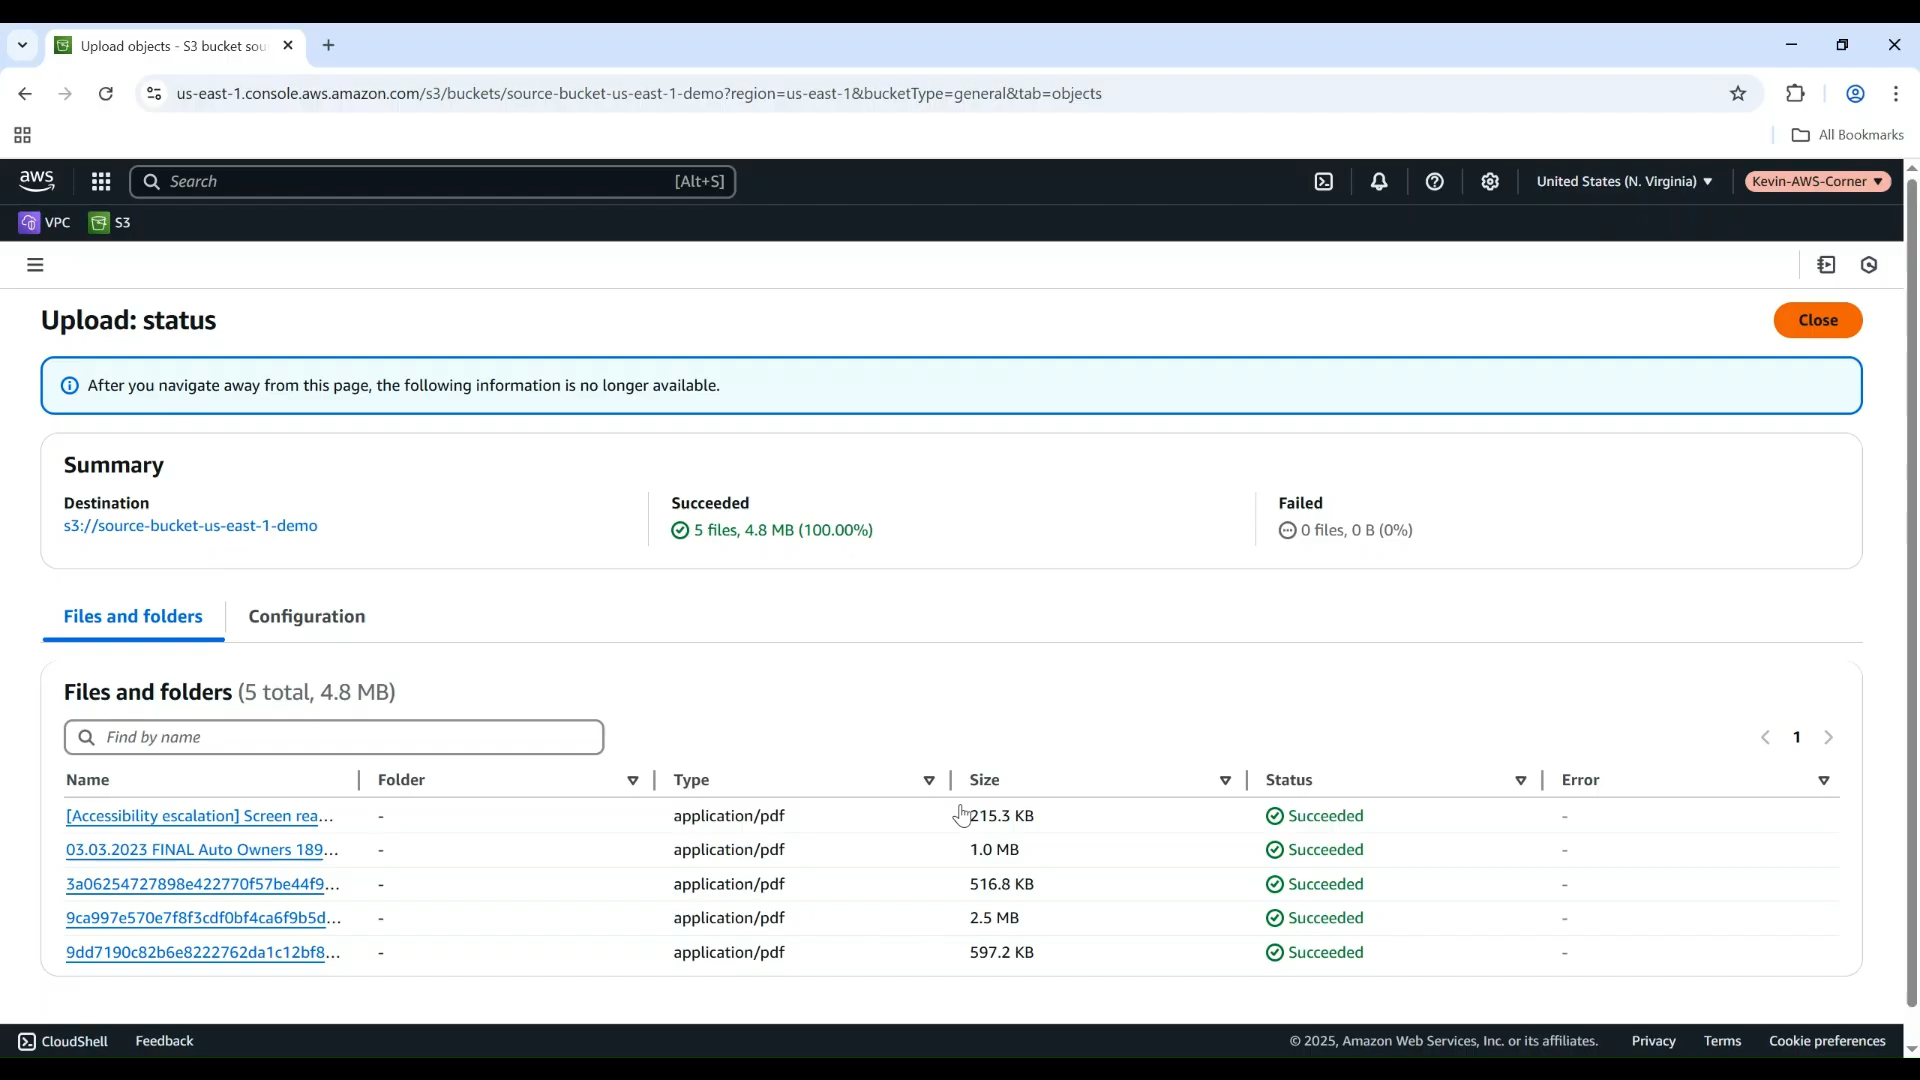 Upload objects - S3 bucket sou
us-east-1.console.aws.amazon.com/s3/buckets/source-bucket-us-east-1-demo?region=us-east-1&bucketType=general&tab=objects
All Bookmarks
aws
Search [Alt+S]
United States (N. Virginia)
Kevin-AWS-Corner
VPC S3
Upload: status
Close
After you navigate away from this page, the following information is no longer available.
Summary
Destination Succeeded Failed
s3://source-bucket-us-east-1-demo 5 files, 4.8 MB (100.00%) 0 files, 0 B (0%)
Files and folders Configuration
Files and folders (5 total, 4.8 MB)
Find by name
1
Name Folder Type Size Status Error
[Accessibility escalation] Screen rea... - application/pdf 215.3 KB Succeeded -
03.03.2023 FINAL Auto Owners 189... - application/pdf 1.0 MB Succeeded -
3a06254727898e422770f57be44f9... - application/pdf 516.8 KB Succeeded -
9ca997e570e7f8f3cdf0bf4ca6f9b5d... - application/pdf 2.5 MB Succeeded -
9dd7190c82b6e8222762da1c12bf8... - application/pdf 597.2 KB Succeeded -
CloudShell Feedback © 2025, Amazon Web Services, Inc. or its affiliates. Privacy Terms Cookie preferences